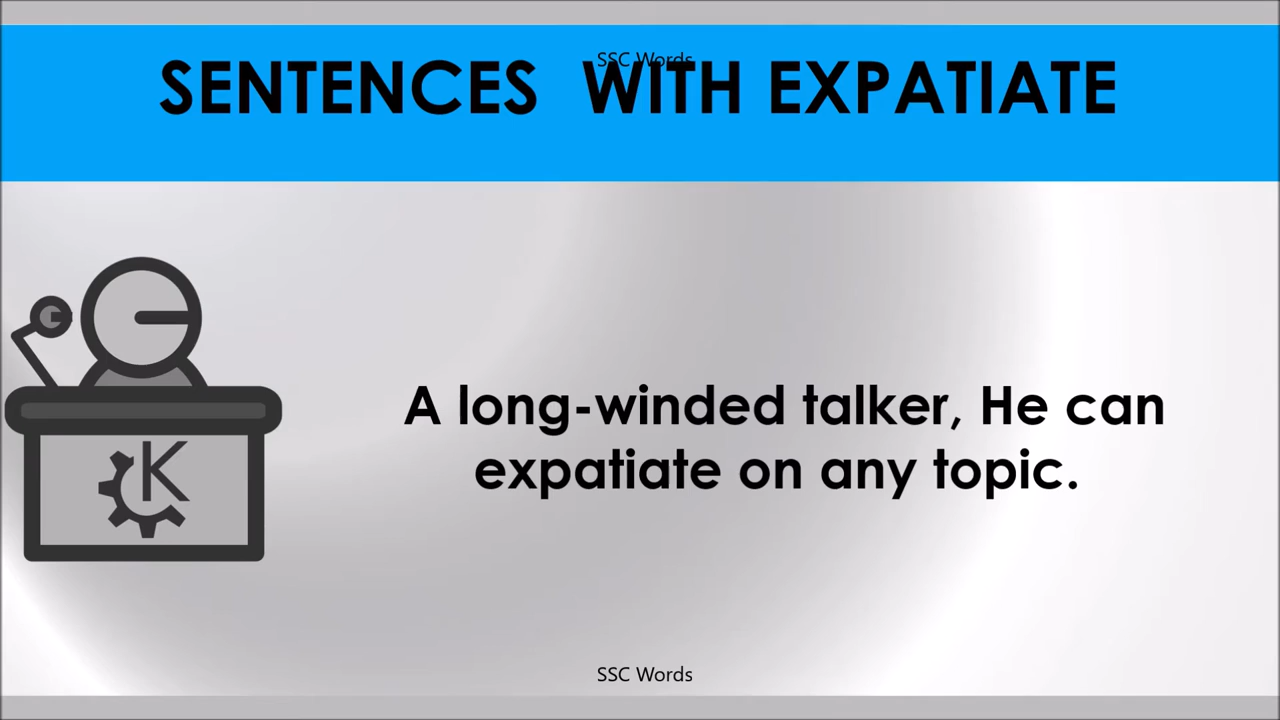 SSC Words
SENTENCES WITH EXPATIATE
A long-winded talker, He can
expatiate on any topic.
K
SSC Words